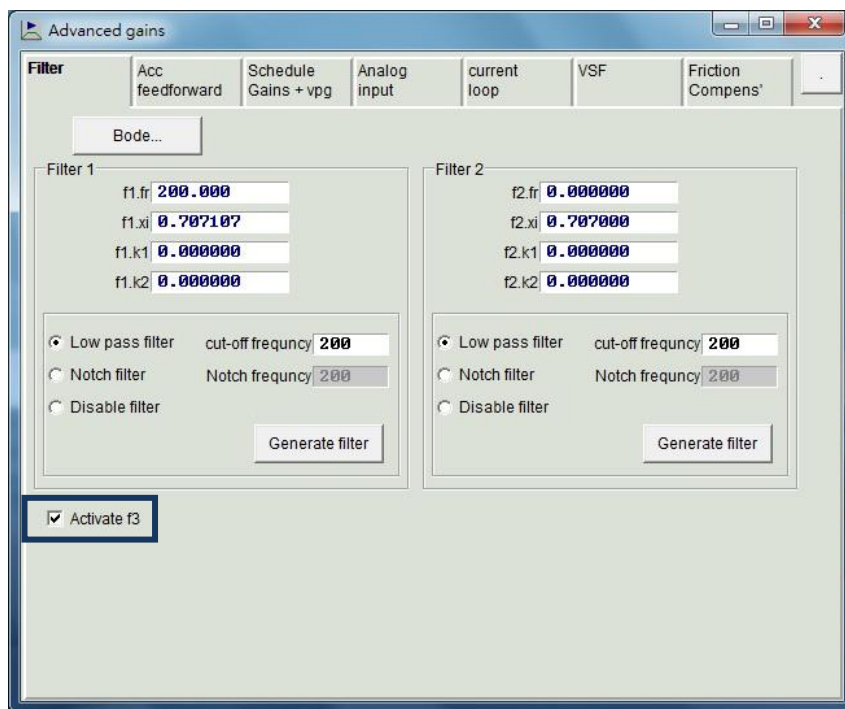 Advanced gains
Filter
Acc feedforward
Schedule Gains + vpg
Analog input
current loop
VSF
Friction Compens'
.
Bode...
Filter 1
f1.fr 200.000
f1.xi 0.707107
f1.k1 0.000000
f1.k2 0.000000
Low pass filter cut-off frequncy 200
Notch filter Notch frequncy 200
Disable filter
Generate filter
Filter 2
f2.fr 0.000000
f2.xi 0.707000
f2.k1 0.000000
f2.k2 0.000000
Low pass filter cut-off frequncy 200
Notch filter Notch frequncy 200
Disable filter
Generate filter
Activate f3